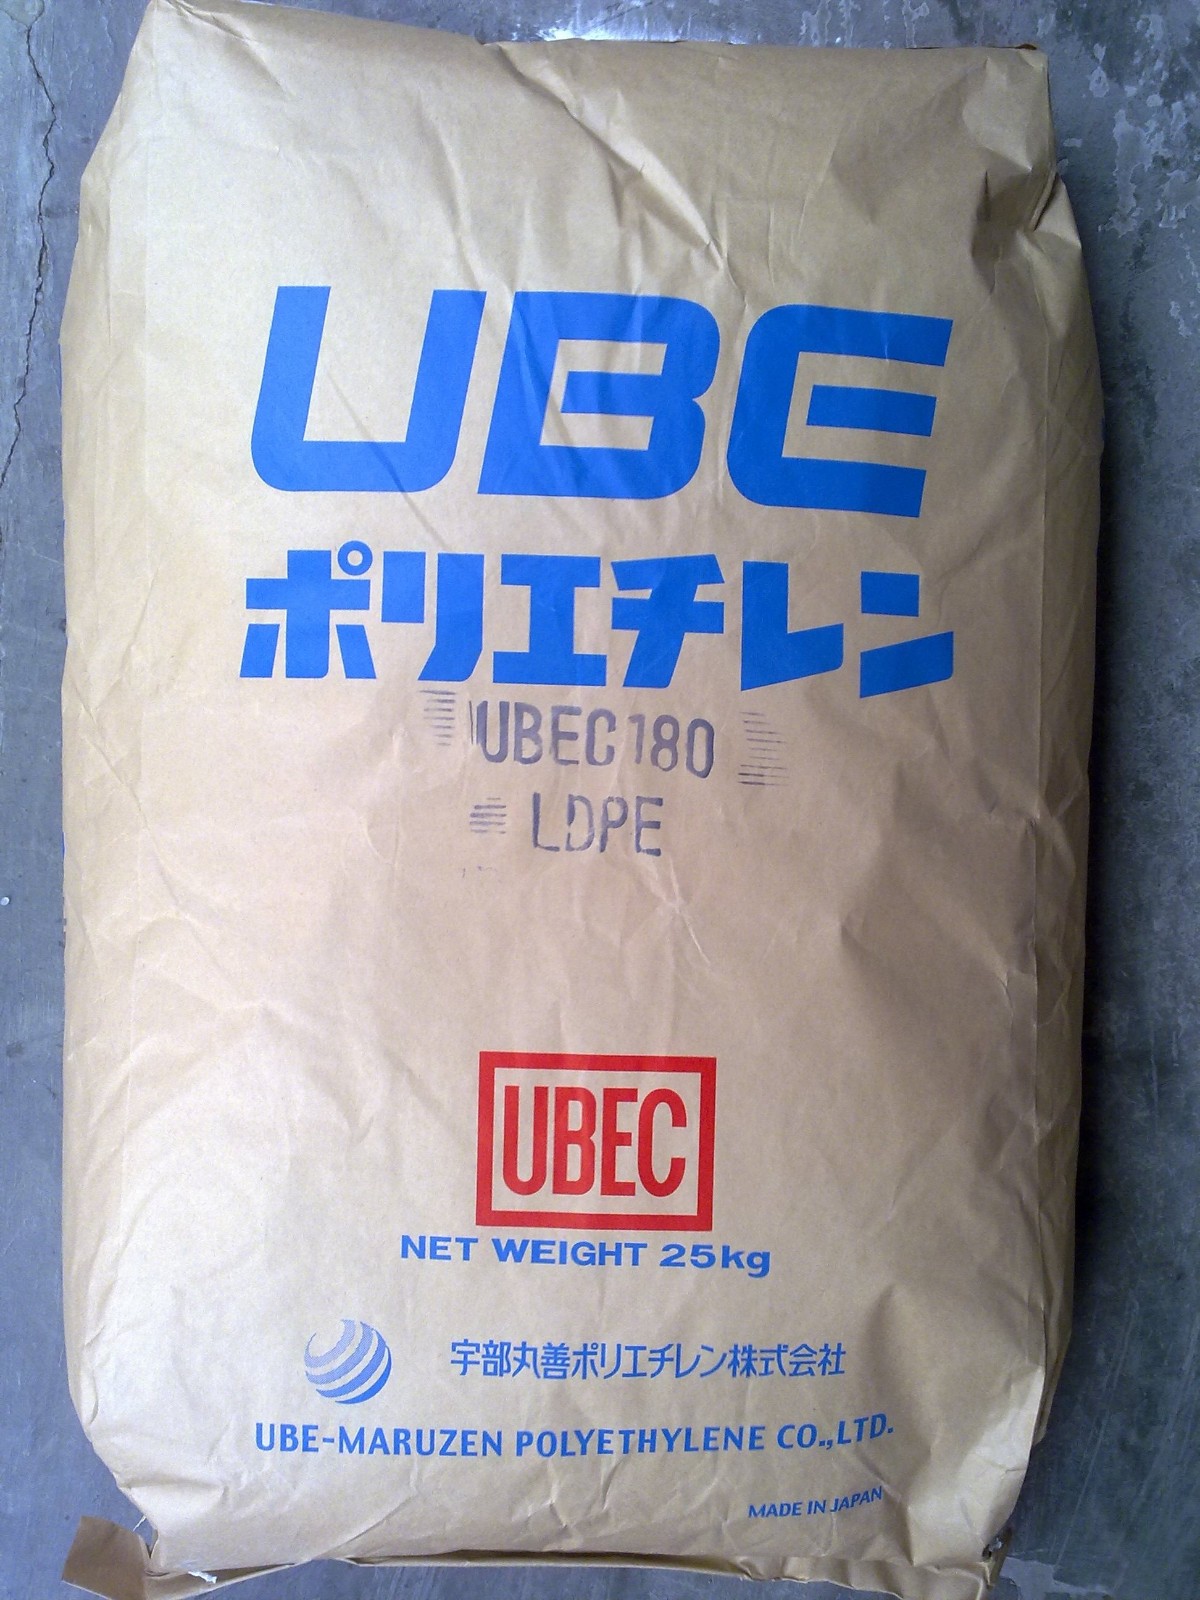 UBE
ポリエチレン
UBEC180
LDPE
UBEC
NET WEIGHT 25kg
宇部丸善ポリエチレン株式会社
UBE-MARUZEN POLYETHYLENE CO.,LTD.
MADE IN JAPAN